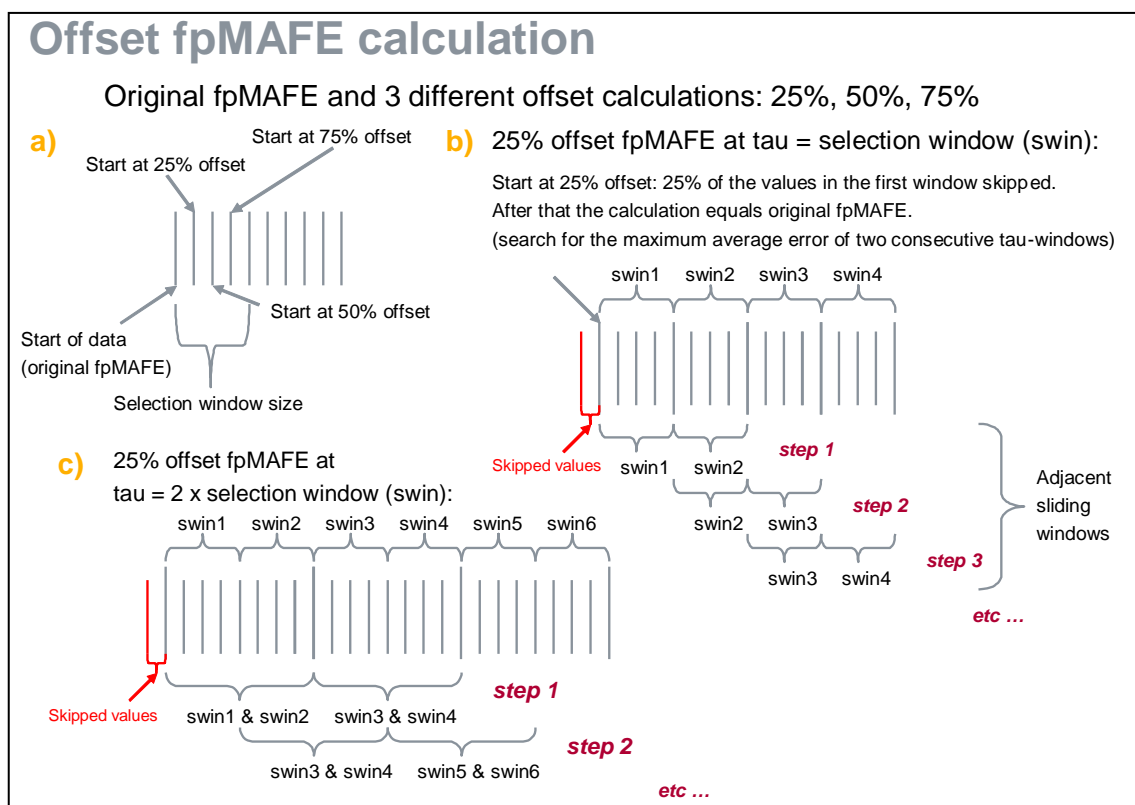 Offset fpMAFE calculation
Original fpMAFE and 3 different offset calculations: 25%, 50%, 75%
a)
Start at 75% offset
Start at 25% offset
Start at 50% offset
Start of data
(original fpMAFE)
Selection window size
b) 25% offset fpMAFE at tau = selection window (swin):
Start at 25% offset: 25% of the values in the first window skipped.
After that the calculation equals original fpMAFE.
(search for the maximum average error of two consecutive tau-windows)
swin1 swin2 swin3 swin4
Skipped values
swin1 swin2 step 1
swin2 swin3 step 2
swin3 swin4 step 3
etc …
Adjacent
sliding
windows
c) 25% offset fpMAFE at
tau = 2 x selection window (swin):
swin1 swin2 swin3 swin4 swin5 swin6
Skipped values
swin1 & swin2 swin3 & swin4 step 1
swin3 & swin4 swin5 & swin6 step 2
etc …